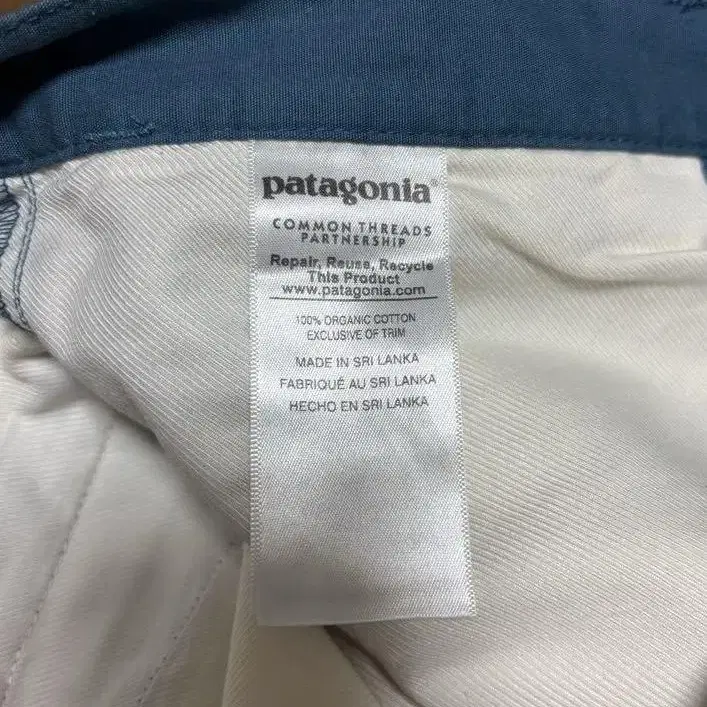 patagonia®
COMMON THREADS
PARTNERSHIP
Repair, Reuse, Recycle
This Product
www.patagonia.com
100% ORGANIC COTTON
EXCLUSIVE OF TRIM
MADE IN SRI LANKA
FABRIQUÉ AU SRI LANKA
HECHO EN SRI LANKA